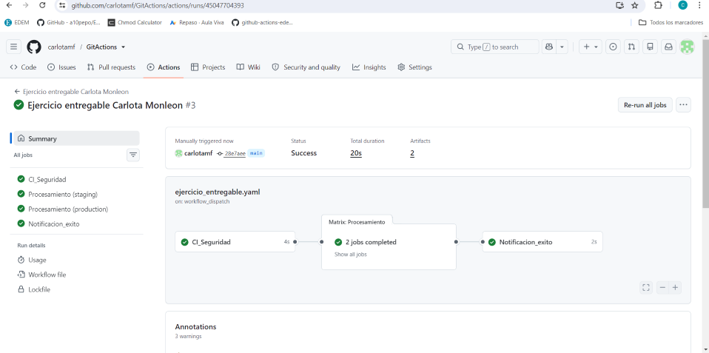 github.com/carlotamf/GitActions/actions/runs/45047704393
EDEM
GitHub - a10pepo/E...
Chmod Calculator
Repaso · Aula Viva
github-actions-ede...
Todos los marcadores
carlotamf / GitActions
Type / to search
Code
Issues
Pull requests
Actions
Projects
Wiki
Security and quality
Insights
Settings
Ejercicio entregable Carlota Monleon
Ejercicio entregable Carlota Monleon #3
Re-run all jobs
Summary
All jobs
CI_Seguridad
Procesamiento (staging)
Procesamiento (production)
Notificacion_exito
Run details
Usage
Workflow file
Lockfile
Manually triggered now
Status
Total duration
Artifacts
carlotamf
28e7aee
main
Success
20s
2
ejercicio_entregable.yaml
on: workflow_dispatch
Matrix: Procesamiento
CI_Seguridad
4s
2 jobs completed
Show all jobs
Notificacion_exito
2s
Annotations
3 warnings